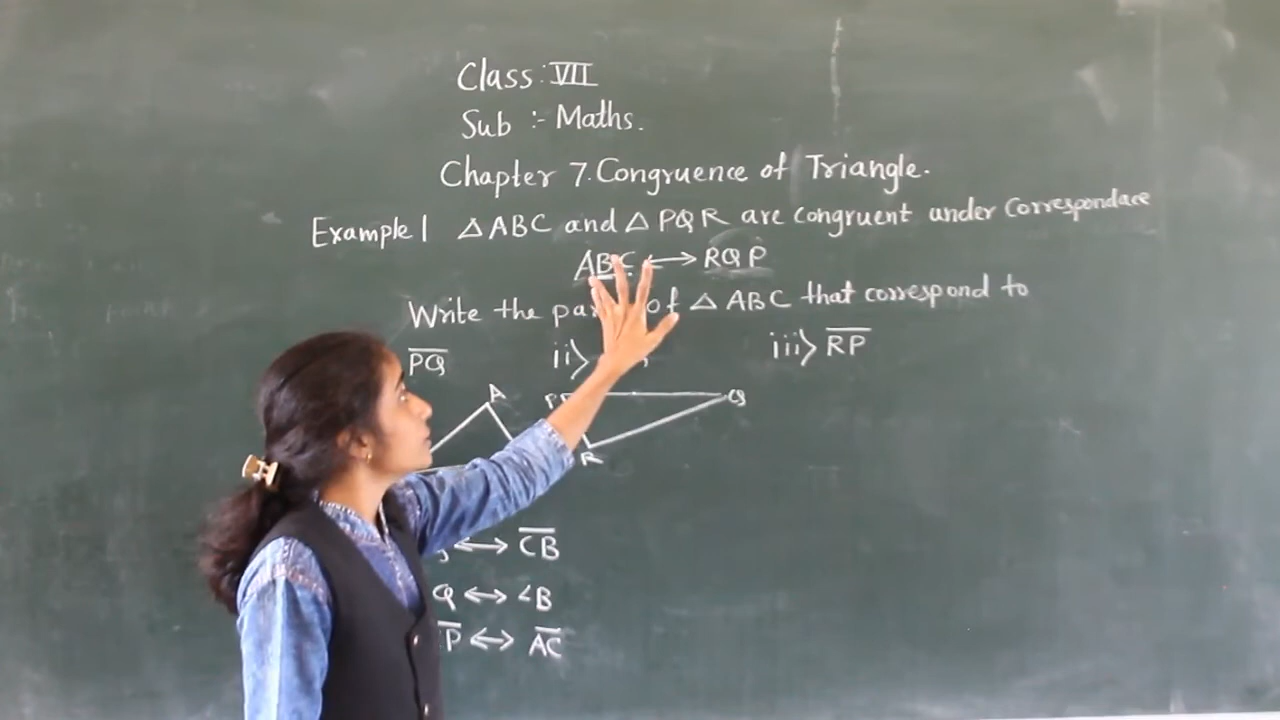 Class : VII
Sub :- Maths.
Chapter 7. Congruence of Triangle.
Example 1 △ABC and △PQR are congruent under Correspondace
ABC ↔ RQP
Write the of △ABC that correspond to
PQ ii> iii> RP
A P Q
R
↔ CB
Q ↔ ∠B
P ↔ AC